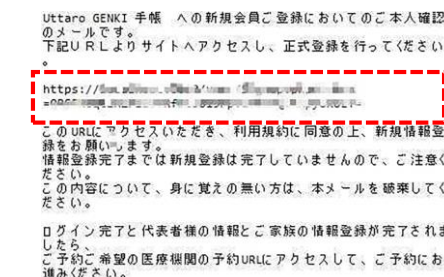 Uttaro GENKI 手帳　への新規会員ご登録においてのご本人確認
のメールです。
下記ＵＲＬよりサイトへアクセスし、正式登録を行ってください
。
https://
このURLにアクセスいただき、利用規約に同意の上、新規情報登
録をお願いします。
情報登録完了までは新規登録は完了していませんので、ご注意く
ださい。
この内容について、身に覚えの無い方は、本メールを破棄してく
ださい。
ログイン完了と代表者様の情報とご家族の情報登録が完了されま
したら、
ご予約ご希望の医療機関の予約URLにアクセスして、ご予約にお
進みください。